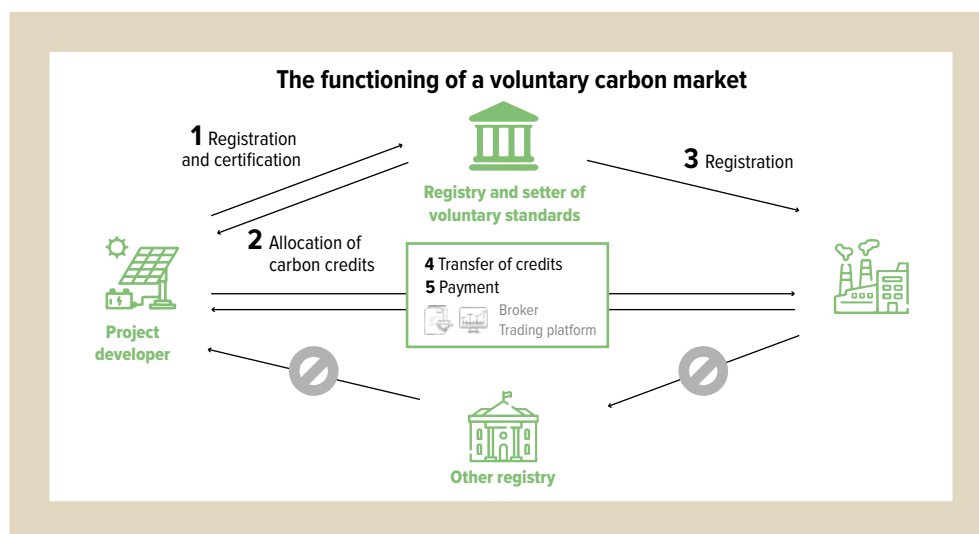 The functioning of a voluntary carbon market
1 Registration
and certification
3 Registration
Registry and setter of
voluntary standards
2 Allocation of
carbon credits
4 Transfer of credits
5 Payment
Broker
Trading platform
Project
developer
Other registry